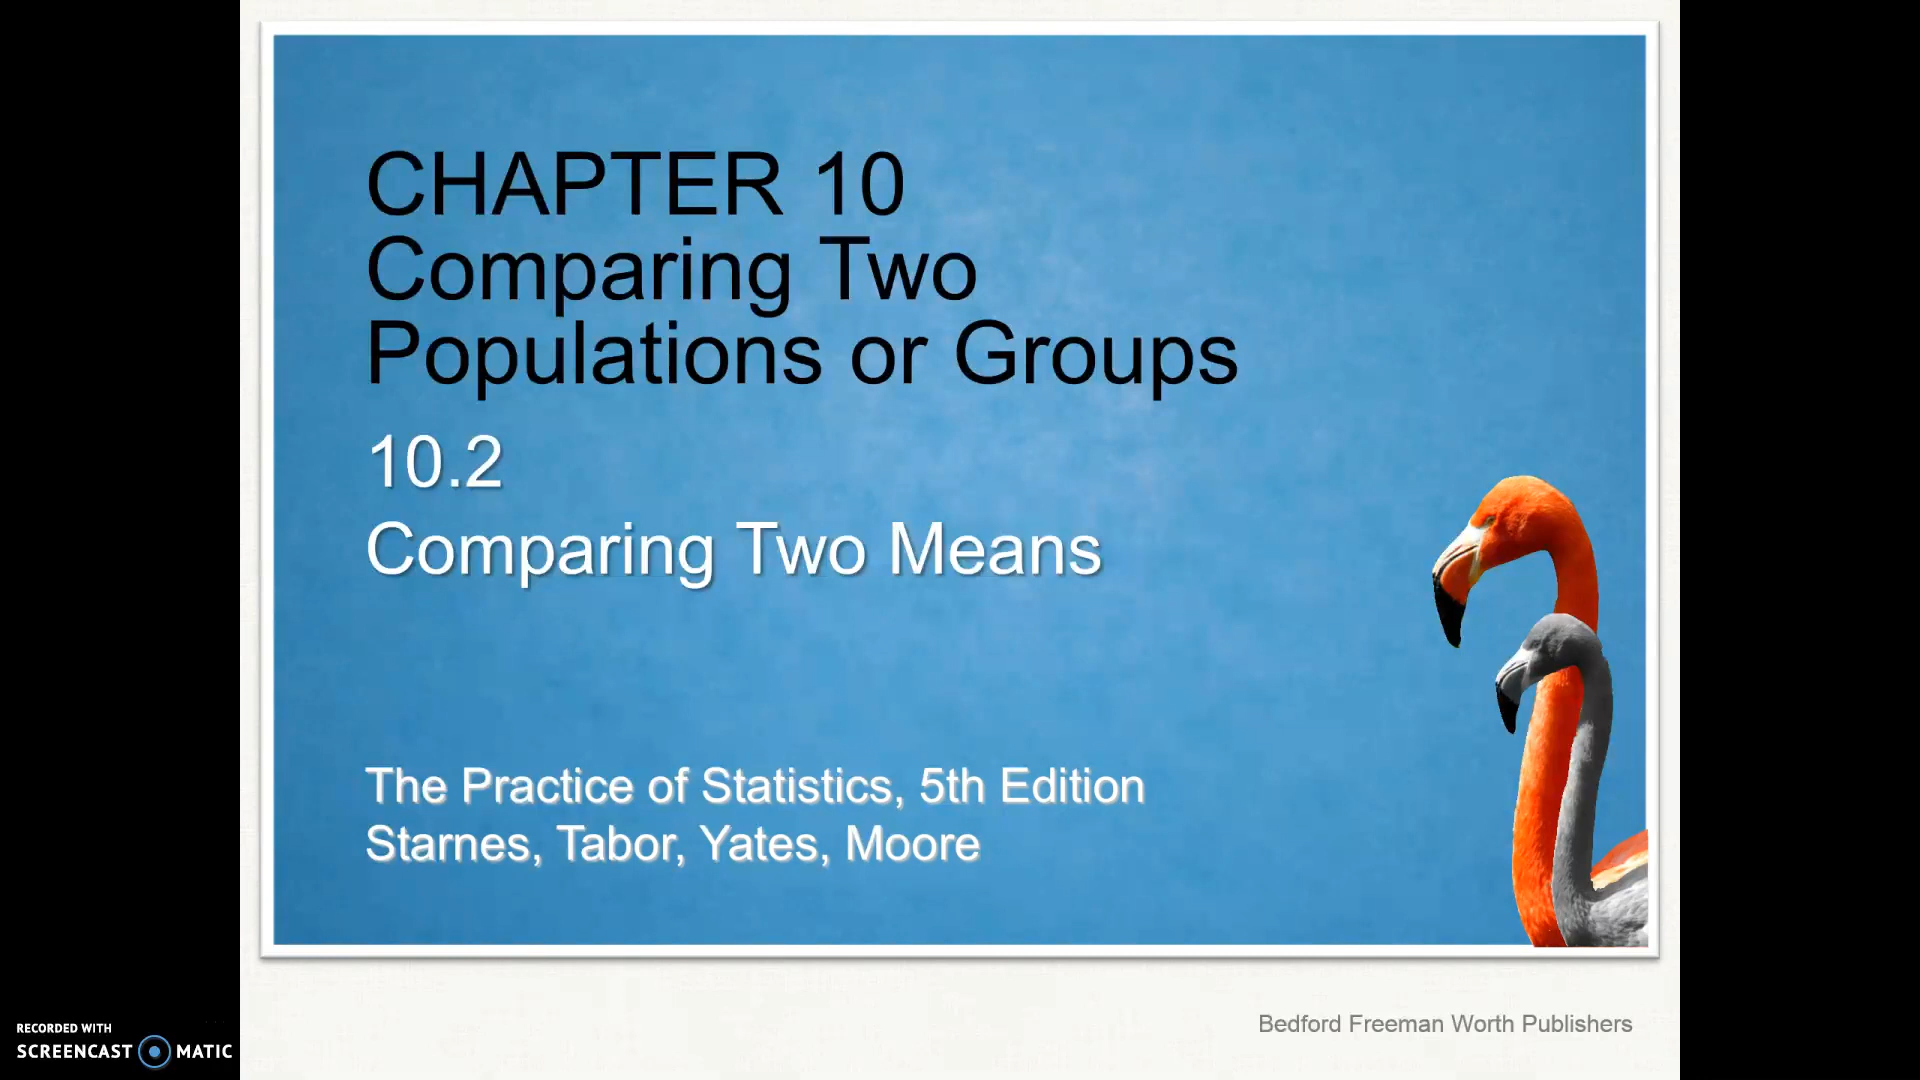 CHAPTER 10
Comparing Two
Populations or Groups
10.2
Comparing Two Means
The Practice of Statistics, 5th Edition
Starnes, Tabor, Yates, Moore
Bedford Freeman Worth Publishers
RECORDED WITH
SCREENCAST MATIC